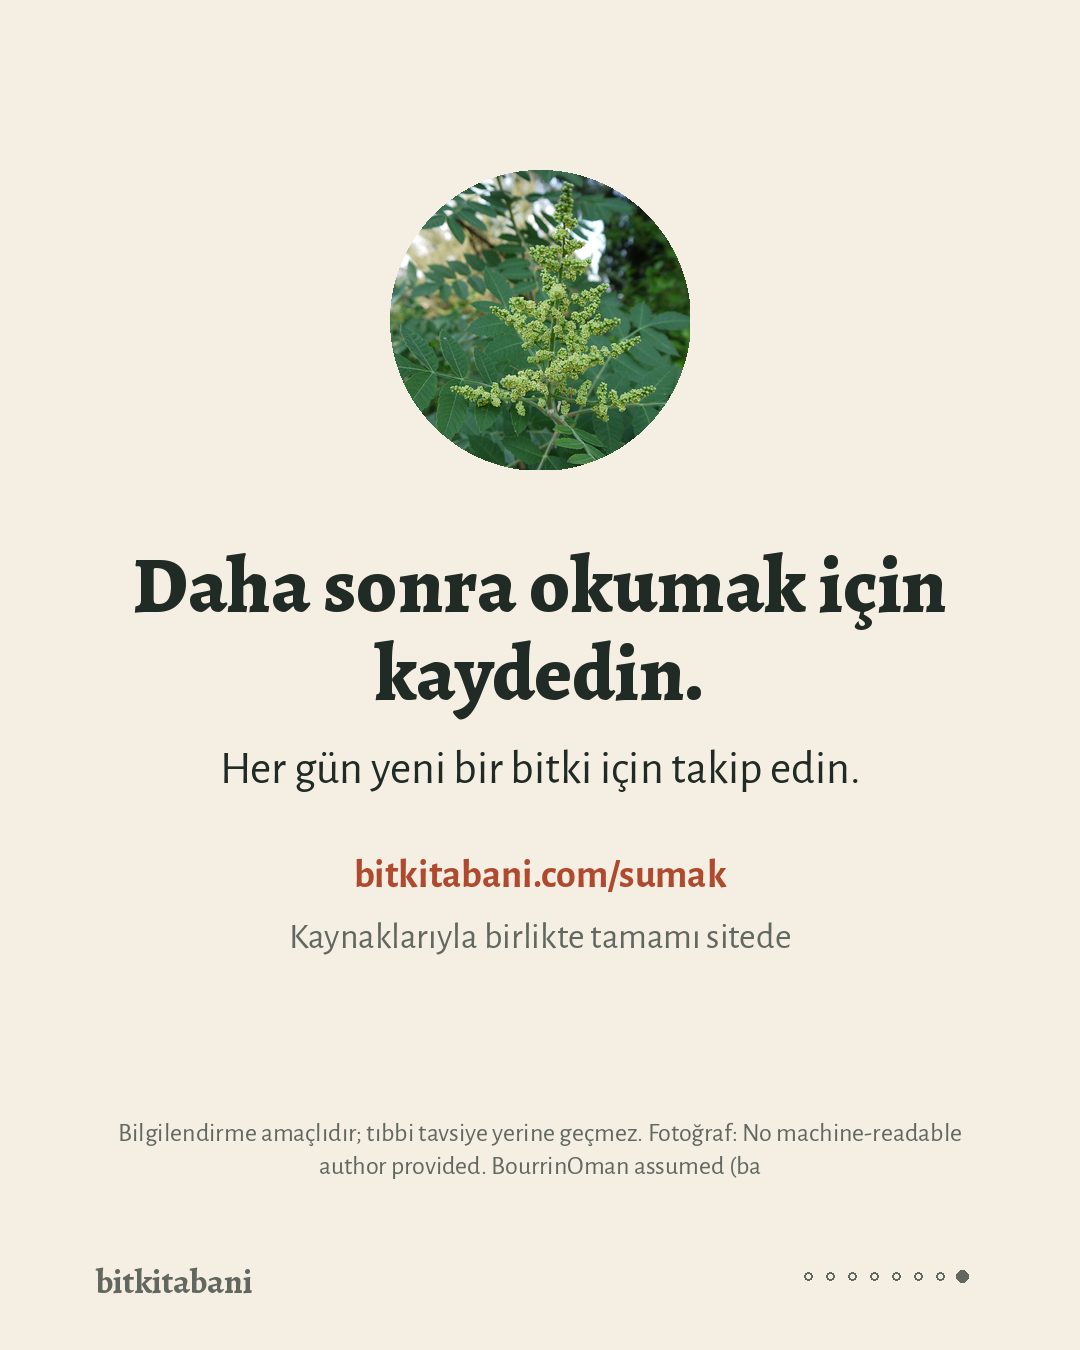 Daha sonra okumak için
kaydedin.
Her gün yeni bir bitki için takip edin.
bitkitabani.com/sumak
Kaynaklarıyla birlikte tamamı sitede
Bilgilendirme amaçlıdır; tıbbi tavsiye yerine geçmez. Fotoğraf: No machine-readable
author provided. BourrinOman assumed (ba
bitkitabani